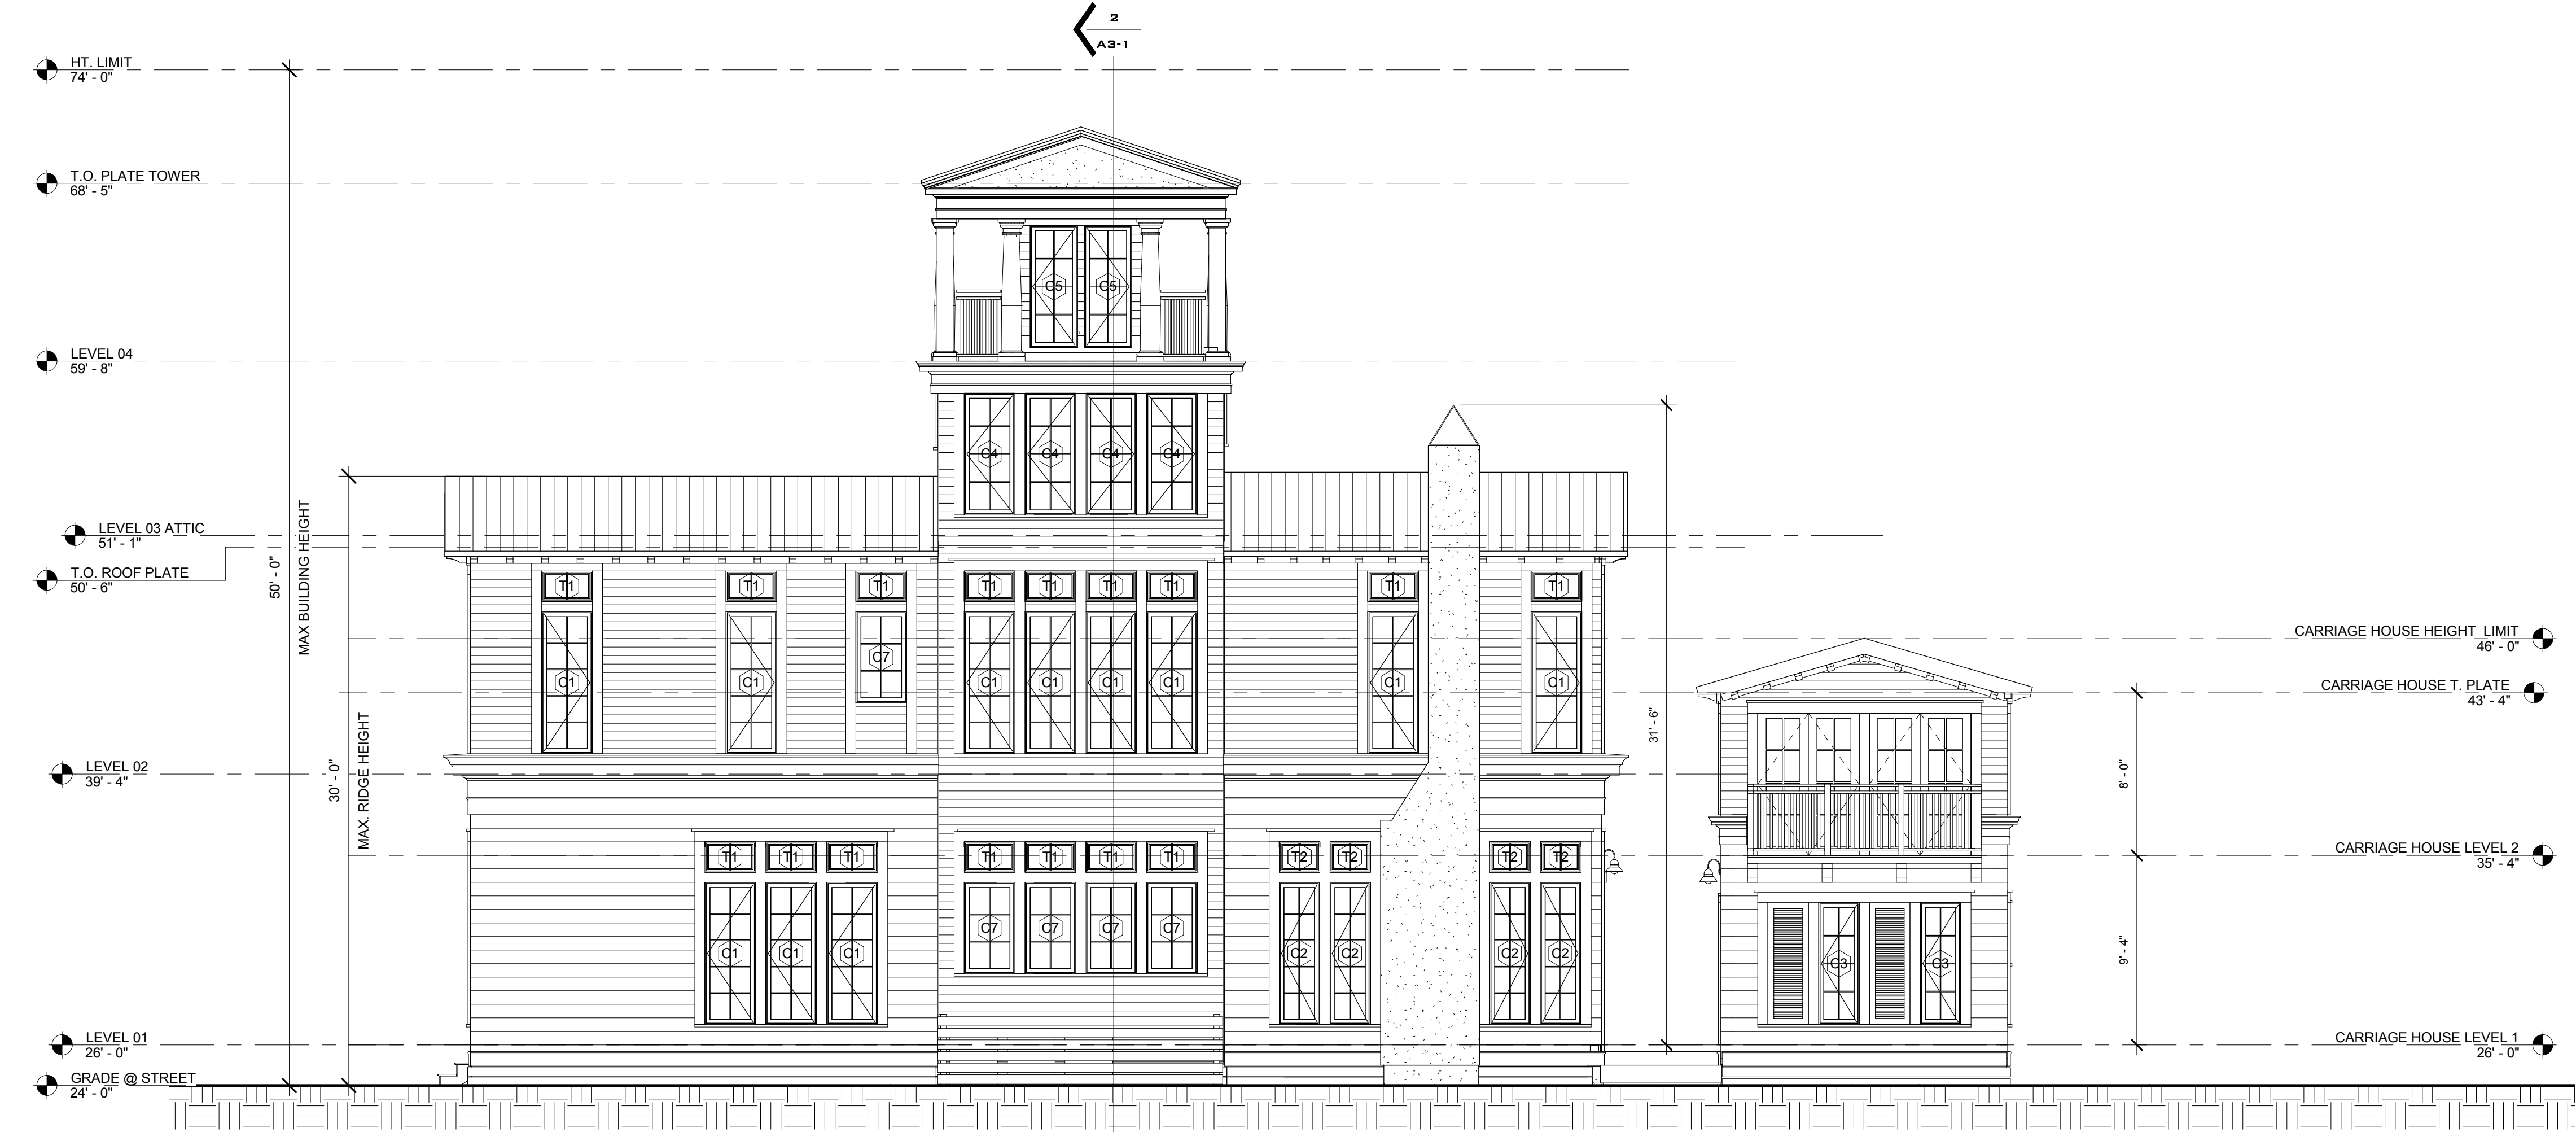 2
A3-1
HT. LIMIT
74' - 0"
T.O. PLATE TOWER
68' - 5"
C5 C5
LEVEL 04
59' - 8"
C4 C4 C4 C4
LEVEL 03 ATTIC
51' - 1"
T.O. ROOF PLATE
50' - 6"
50' - 0"
MAX BUILDING HEIGHT
T1 T1 T1 T1 T1 T1 T1 T1 T1
C7
C1 C1 C1 C1 C1 C1 C1 C1
CARRIAGE HOUSE HEIGHT LIMIT
46' - 0"
CARRIAGE HOUSE T. PLATE
43' - 4"
31' - 6"
30' - 0"
MAX. RIDGE HEIGHT
LEVEL 02
39' - 4"
8' - 0"
T1 T1 T1 T1 T1 T1 T1 T2 T2 T2 T2
CARRIAGE HOUSE LEVEL 2
35' - 4"
C7 C7 C7 C7
C1 C1 C1 C2 C2 C2 C2
C3 C3
9' - 4"
LEVEL 01
26' - 0"
CARRIAGE HOUSE LEVEL 1
26' - 0"
GRADE @ STREET
24' - 0"